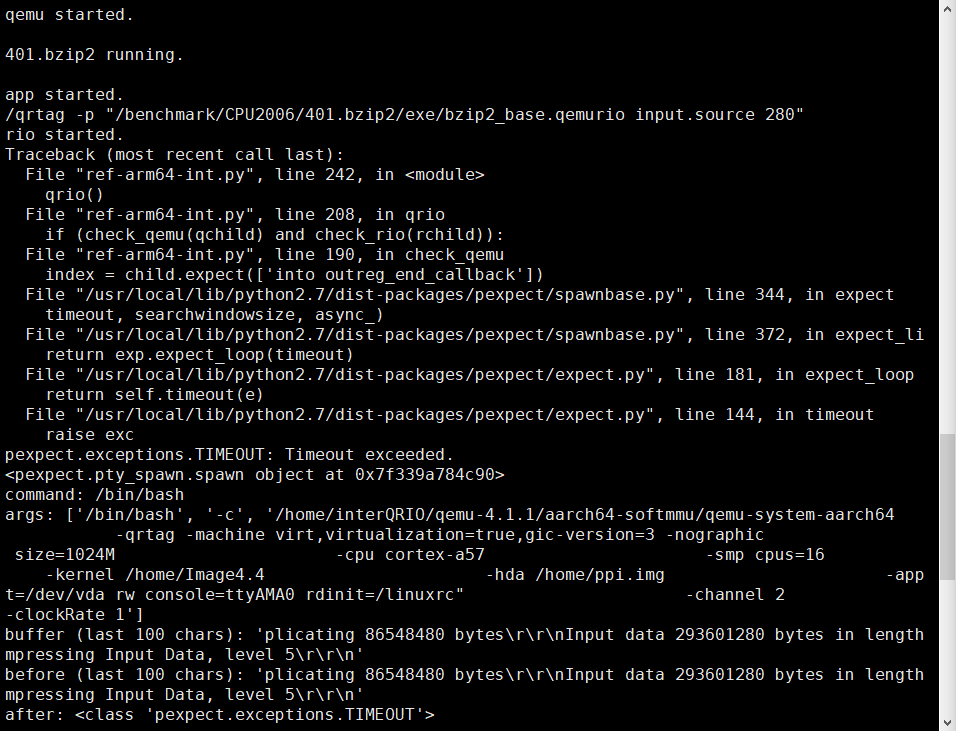 qemu started.
401.bzip2 running.
app started.
/qrtag -p "/benchmark/CPU2006/401.bzip2/exe/bzip2_base.qemurio input.source 280"
rio started.
Traceback (most recent call last):
File "ref-arm64-int.py", line 242, in <module>
qrio()
File "ref-arm64-int.py", line 208, in qrio
if (check_qemu(qchild) and check_rio(rchild)):
File "ref-arm64-int.py", line 190, in check_qemu
index = child.expect(['into outreg_end_callback'])
File "/usr/local/lib/python2.7/dist-packages/pexpect/spawnbase.py", line 344, in expect
timeout, searchwindowsize, async_)
File "/usr/local/lib/python2.7/dist-packages/pexpect/spawnbase.py", line 372, in expect_li
return exp.expect_loop(timeout)
File "/usr/local/lib/python2.7/dist-packages/pexpect/expect.py", line 181, in expect_loop
return self.timeout(e)
File "/usr/local/lib/python2.7/dist-packages/pexpect/expect.py", line 144, in timeout
raise exc
pexpect.exceptions.TIMEOUT: Timeout exceeded.
<pexpect.pty_spawn.spawn object at 0x7f339a784c90>
command: /bin/bash
args: ['/bin/bash', '-c', '/home/interQRIO/qemu-4.1.1/aarch64-softmmu/qemu-system-aarch64
-qrtag -machine virt,virtualization=true,gic-version=3 -nographic
size=1024M -cpu cortex-a57 -smp cpus=16
-kernel /home/Image4.4 -hda /home/ppi.img -app
t=/dev/vda rw console=ttyAMA0 rdinit=/linuxrc" -channel 2
-clockRate 1']
buffer (last 100 chars): 'plicating 86548480 bytes\r\r\nInput data 293601280 bytes in length
mpressing Input Data, level 5\r\r\n'
before (last 100 chars): 'plicating 86548480 bytes\r\r\nInput data 293601280 bytes in length
mpressing Input Data, level 5\r\r\n'
after: <class 'pexpect.exceptions.TIMEOUT'>